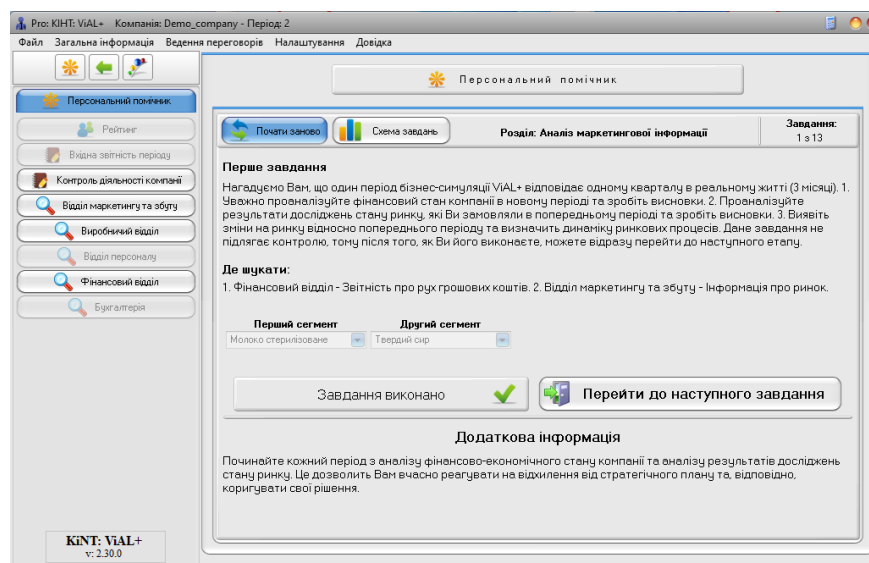 Pro: КІНТ: ViAL+ Компанія: Demo_company - Період: 2
Файл Загальна інформація Ведення переговорів Налаштування Довідка
Персональний помічник
Персональний помічник
Рейтинг
Вхідна звітність періоду
Контроль діяльності компанії
Відділ маркетингу та збуту
Виробничий відділ
Відділ персоналу
Фінансовий відділ
Бухгалтерія
KiNT: ViAL+
v: 2.30.0
Почати заново
Схема завдань
Розділ: Аналіз маркетингової інформації
Завдання:
1 з 13
Перше завдання
Нагадуємо Вам, що один період бізнес-симуляції ViAL+ відповідає одному кварталу в реальному житті (3 місяці). 1.
Уважно проаналізуйте фінансовий стан компанії в новому періоді та зробіть висновки. 2. Проаналізуйте
результати досліджень стану ринку, які Ви замовляли в попередньому періоді та зробіть висновки. 3. Виявіть
зміни на ринку відносно попереднього періоду та визначить динаміку ринкових процесів. Дане завдання не
підлягає контролю, тому після того, як Ви його виконаєте, можете відразу перейти до наступного етапу.
Де шукати:
1. Фінансовий відділ - Звітність про рух грошових коштів. 2. Відділ маркетингу та збуту - Інформація про ринок.
Перший сегмент Другий сегмент
Молоко стерилізоване Твердий сир
Завдання виконано
Перейти до наступного завдання
Додаткова інформація
Починайте кожний період з аналізу фінансово-економічного стану компанії та аналізу результатів досліджень
стану ринку. Це дозволить Вам вчасно реагувати на відхилення від стратегічного плану та, відповідно,
коригувати свої рішення.